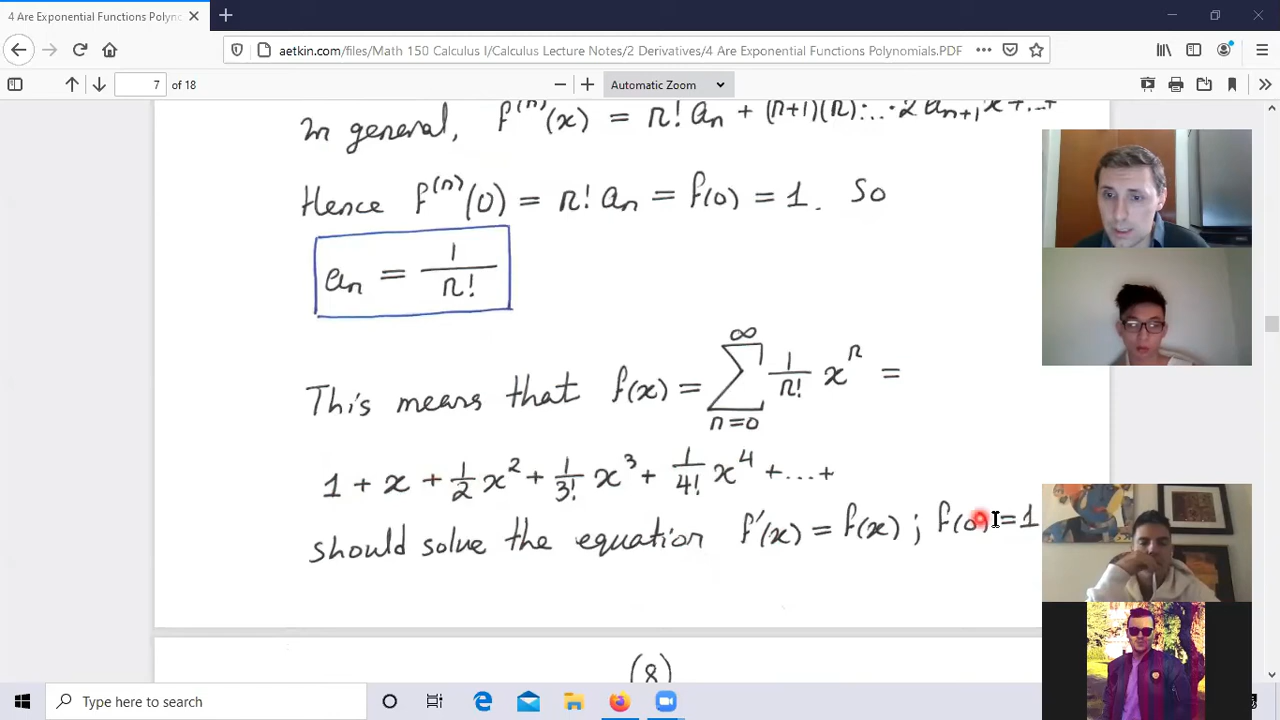 4 Are Exponential Functions Polyno
aetkin.com/files/Math 150 Calculus I/Calculus Lecture Notes/2 Derivatives/4 Are Exponential Functions Polynomials.PDF
7 of 18
Automatic Zoom
In general, f⁽ⁿ⁾(x) = n! aₙ + (n+1)(n)·...·2 aₙ₊₁ x + ...+
Hence f⁽ⁿ⁾(0) = n! aₙ = f(0) = 1. So
aₙ = 1/n!
This means that f(x) = ∑_{n=0}^{∞} 1/n! xⁿ =
1 + x + 1/2 x² + 1/3! x³ + 1/4! x⁴ + ... +
should solve the equation f'(x) = f(x) ; f(0) = 1
(8)
Type here to search